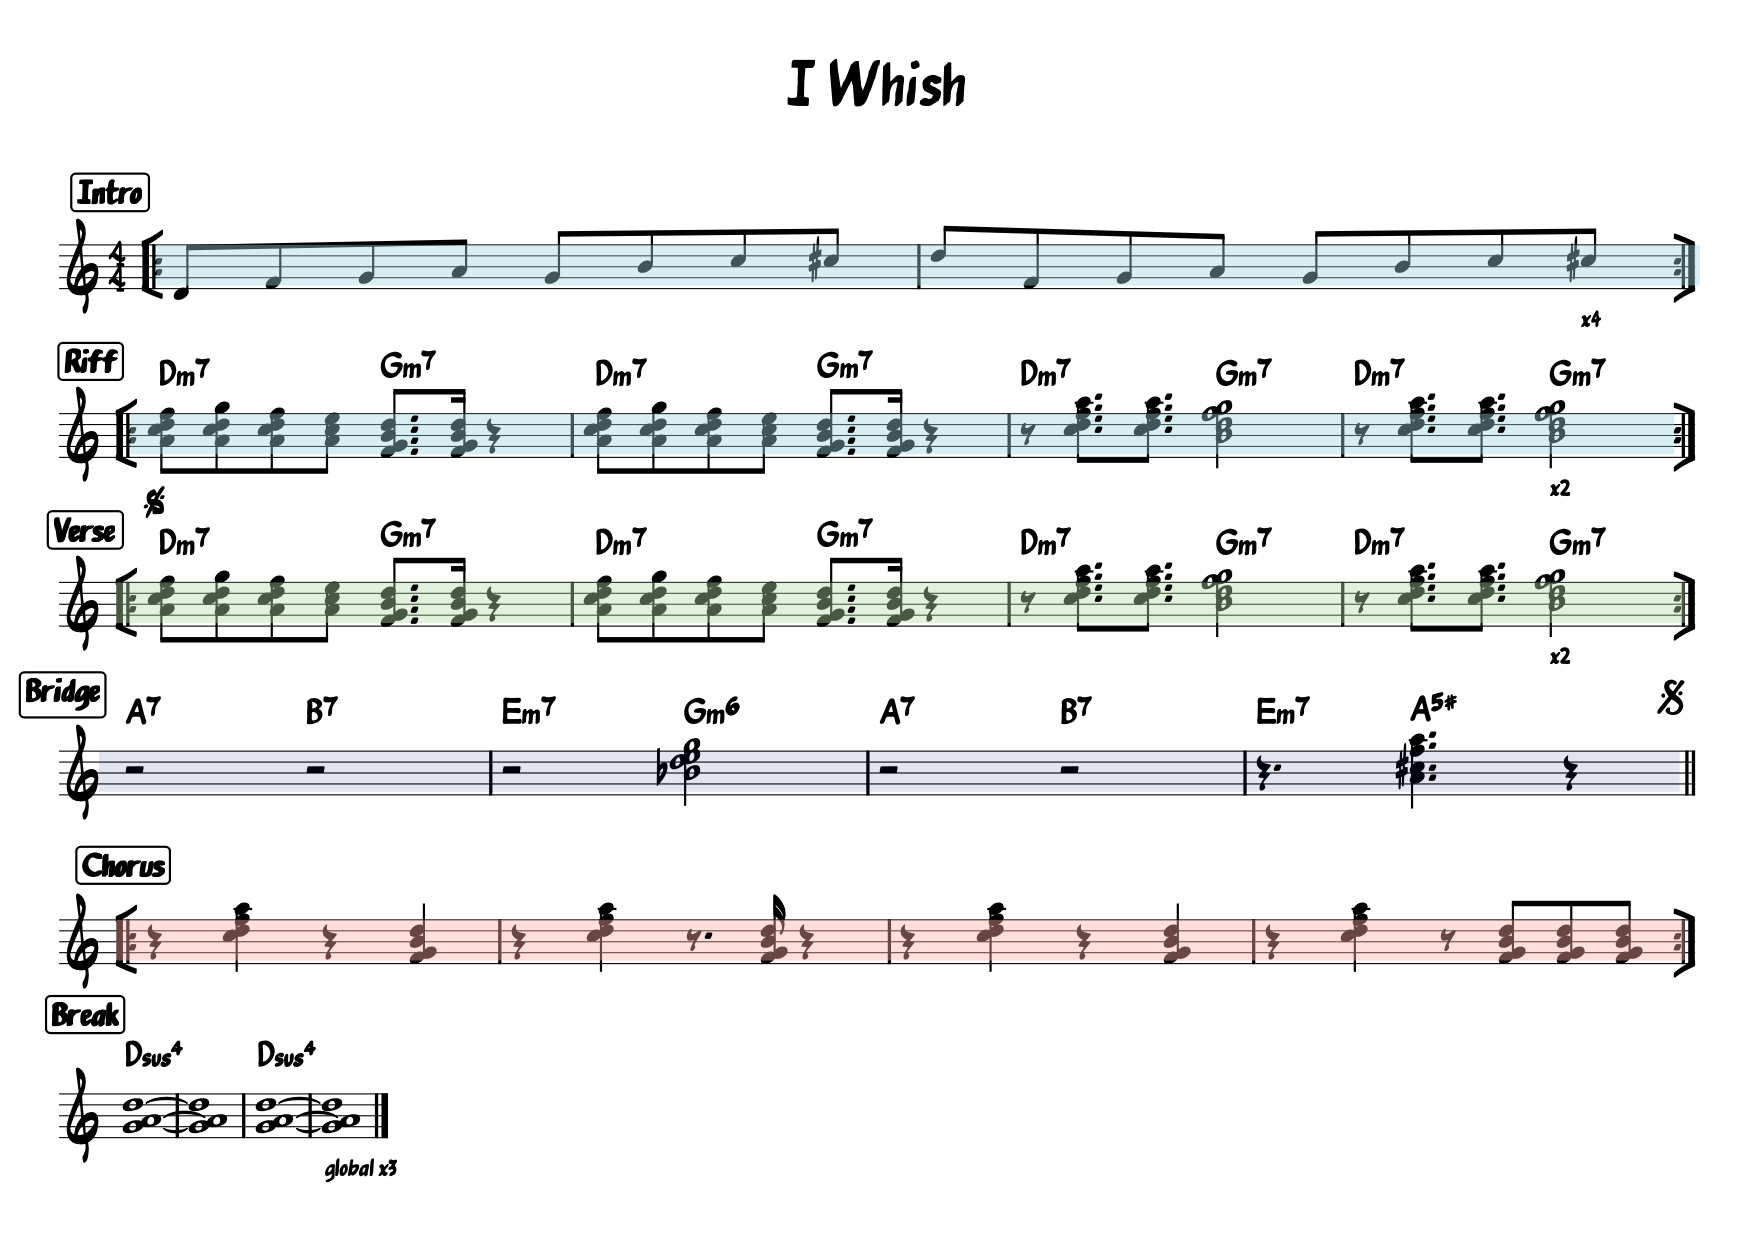 I Whish
Intro
4
4
x4
Riff
Dm7 Gm7 Dm7 Gm7 Dm7 Gm7 Dm7 Gm7
x2
Verse
Dm7 Gm7 Dm7 Gm7 Dm7 Gm7 Dm7 Gm7
x2
Bridge
A7 B7 Em7 Gm6 A7 B7 Em7 A5#
Chorus
Break
Dsus4 Dsus4
global x3